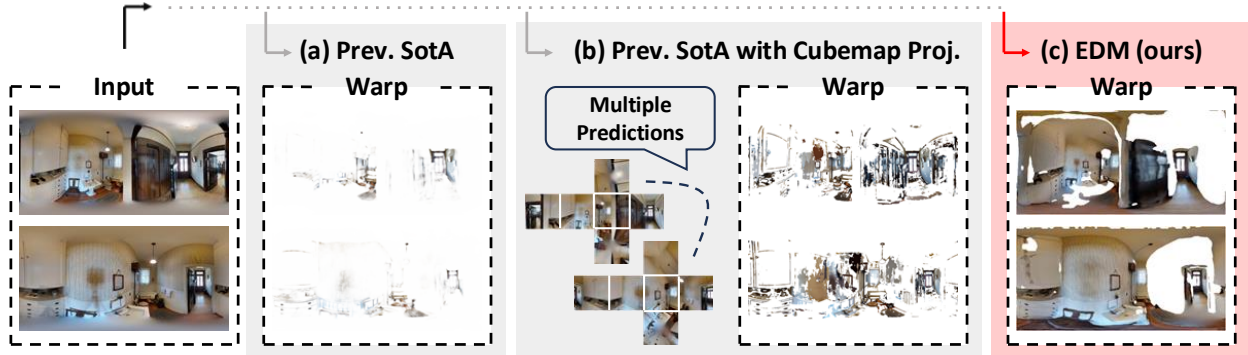 (a) Prev. SotA
(b) Prev. SotA with Cubemap Proj.
(c) EDM (ours)
Input
Warp
Multiple
Predictions
Warp
Warp